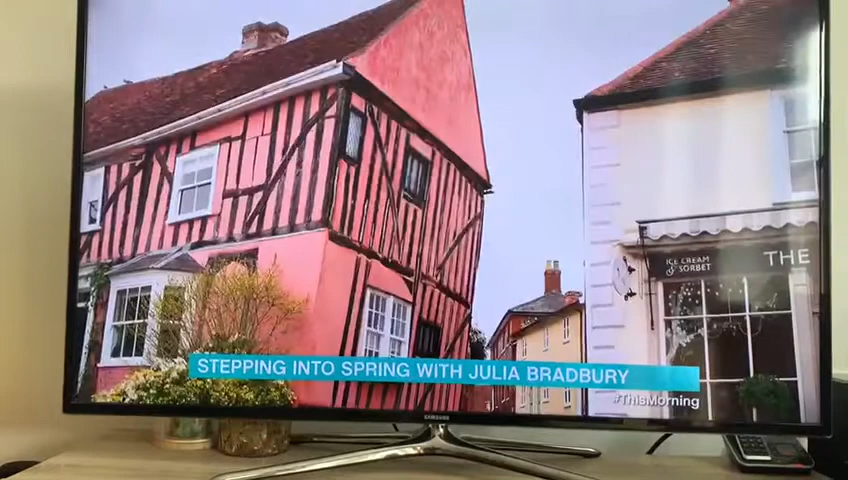 ICE CREAM
& SORBET
THE
STEPPING INTO SPRING WITH JULIA BRADBURY
#ThisMorning
SAMSUNG